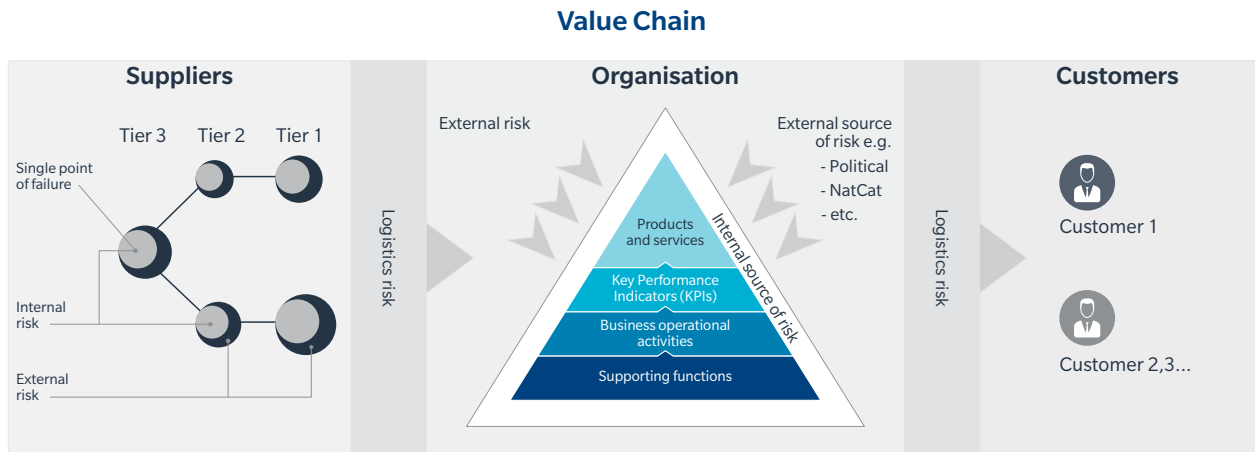 Value Chain
Suppliers
Tier 3
Tier 2
Tier 1
Single point
of failure
Internal
risk
External
risk
Logistics risk
Organisation
External risk
External source
of risk e.g.
- Political
- NatCat
- etc.
Products
and services
Key Performance
Indicators (KPIs)
Business operational
activities
Supporting functions
Internal source of risk
Logistics risk
Customers
Customer 1
Customer 2,3...